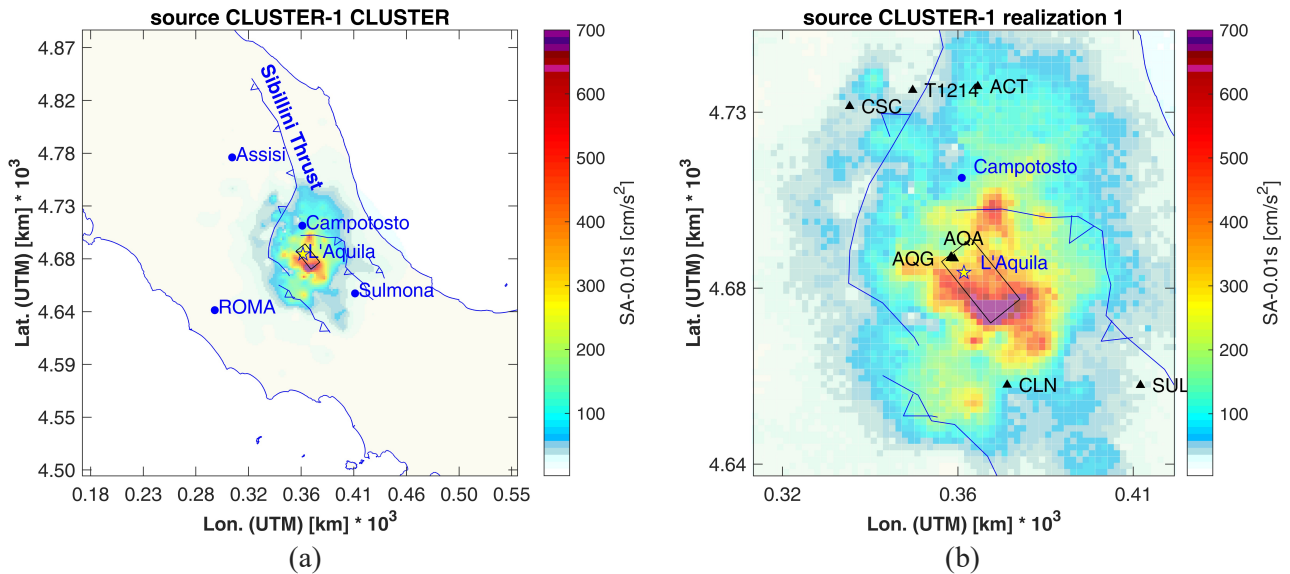 source CLUSTER-1 CLUSTER
4.87
4.82
4.78
4.73
4.68
4.64
4.59
4.55
4.50
Lat. (UTM) [km] * 10³
Sibillini Thrust
Assisi
Campotosto
L'Aquila
Sulmona
ROMA
0.18 0.23 0.28 0.32 0.36 0.41 0.46 0.50 0.55
Lon. (UTM) [km] * 10³
700
600
500
400
300
200
100
SA-0.01s [cm/s²]
(a)
source CLUSTER-1 realization 1
4.73
4.68
4.64
Lat. (UTM) [km] * 10³
CSC
T1214
ACT
Campotosto
AQA
AQG
L'Aquila
CLN
SUL
0.32 0.36 0.41
Lon. (UTM) [km] * 10³
700
600
500
400
300
200
100
SA-0.01s [cm/s²]
(b)